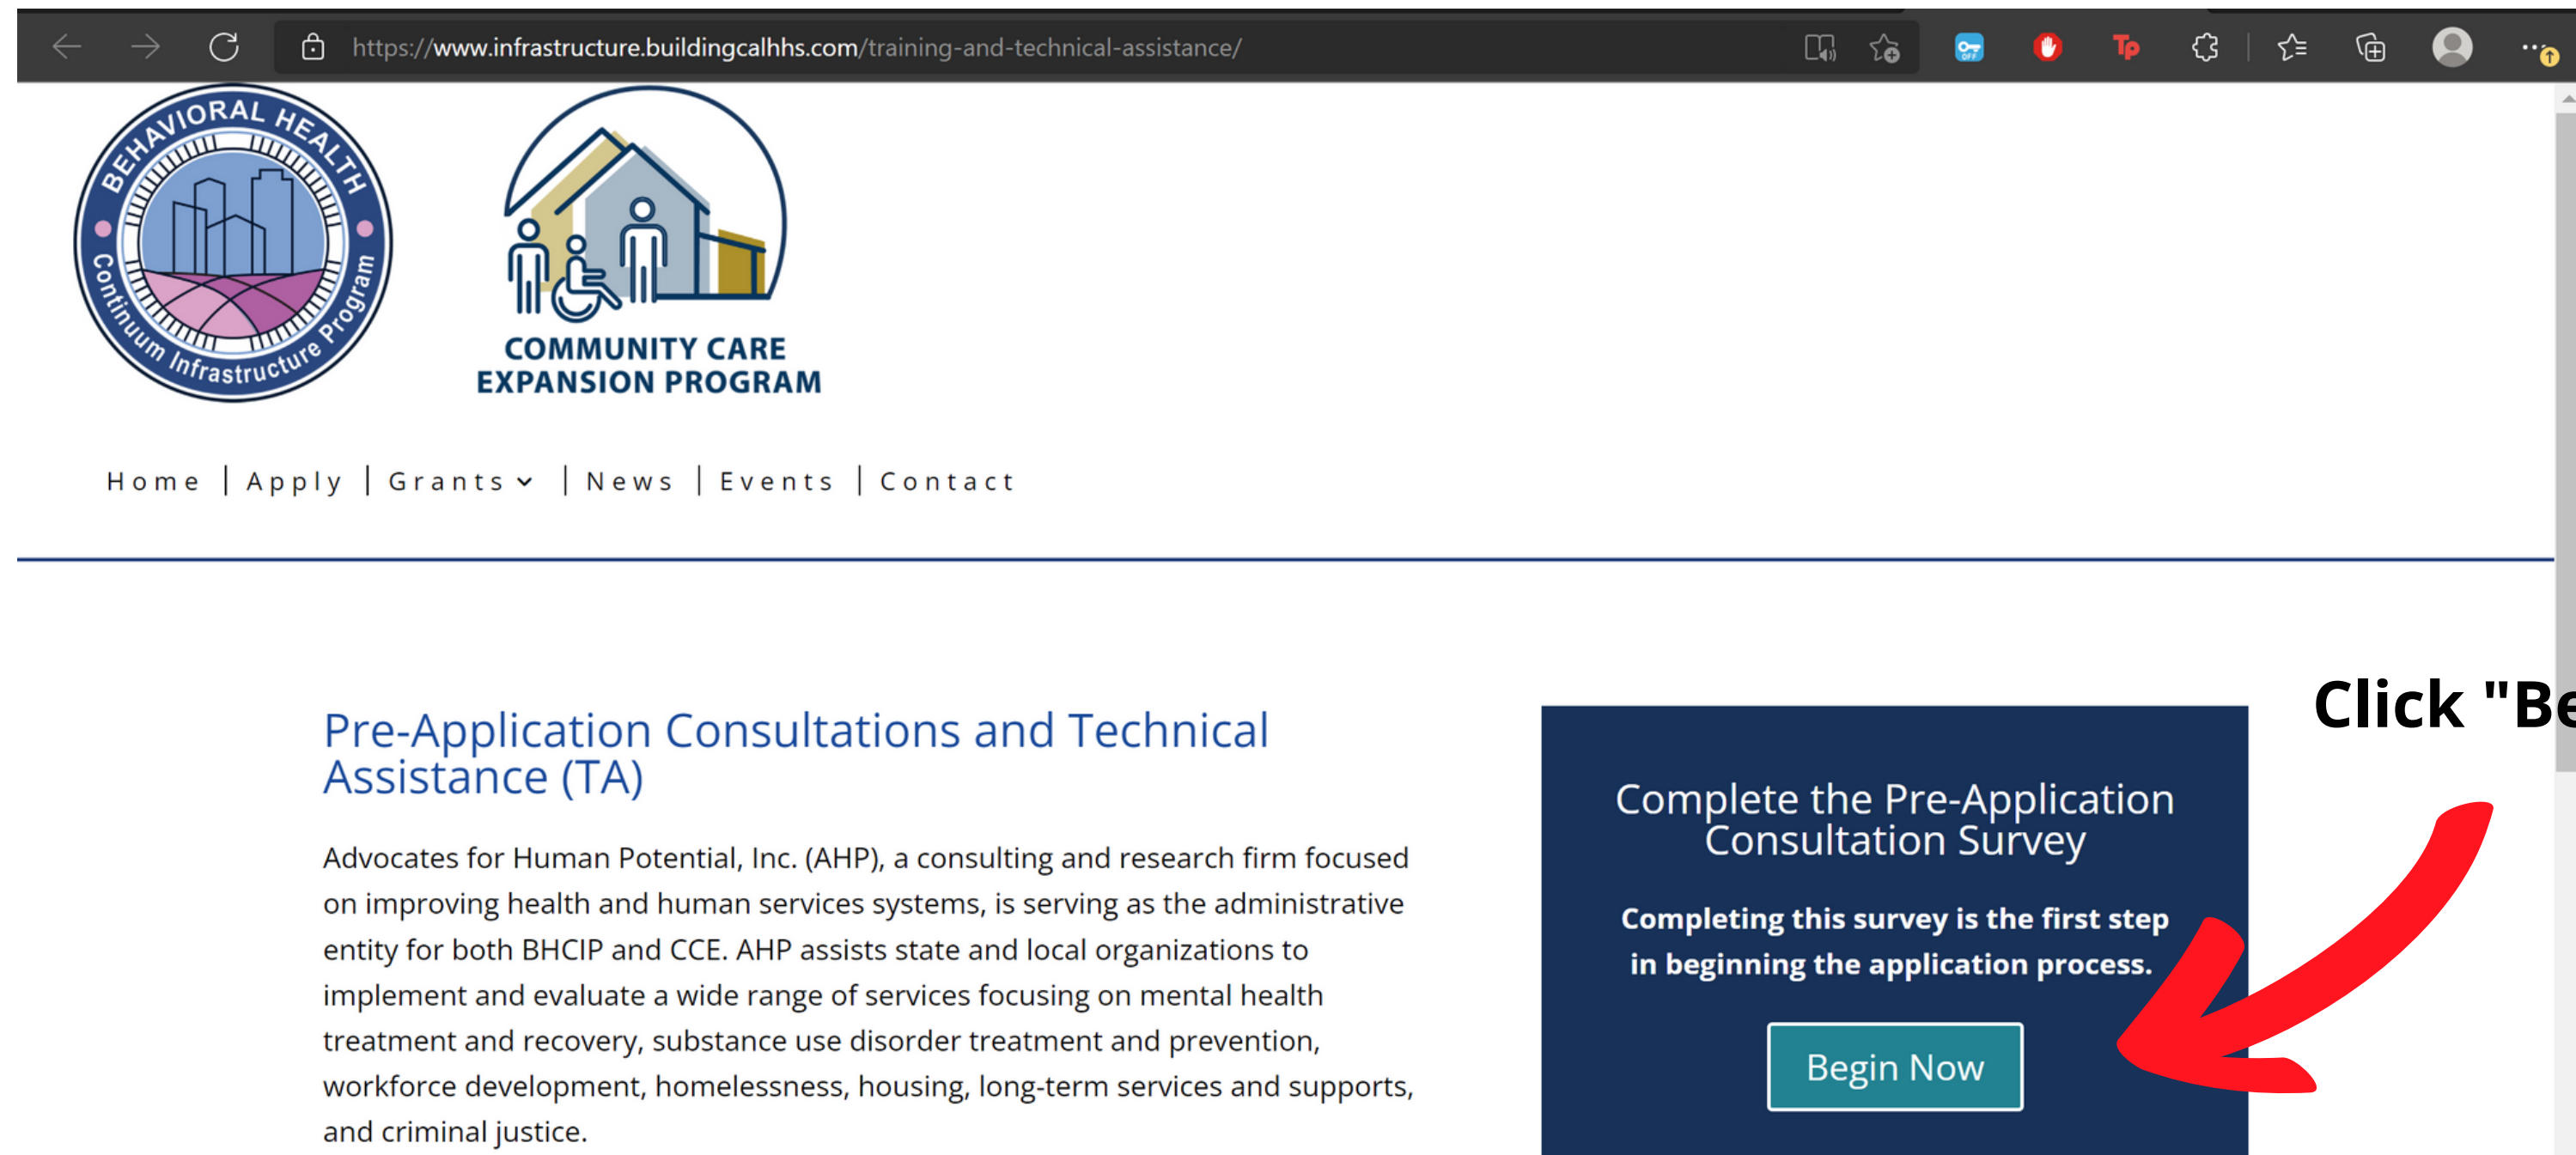 https://www.infrastructure.buildingcalhhs.com/training-and-technical-assistance/
OFF
Tp
BEHAVIORAL HEALTH
Continuum Infrastructure Program
COMMUNITY CARE
EXPANSION PROGRAM
Home | Apply | Grants | News | Events | Contact
Pre-Application Consultations and Technical
Assistance (TA)
Advocates for Human Potential, Inc. (AHP), a consulting and research firm focused
on improving health and human services systems, is serving as the administrative
entity for both BHCIP and CCE. AHP assists state and local organizations to
implement and evaluate a wide range of services focusing on mental health
treatment and recovery, substance use disorder treatment and prevention,
workforce development, homelessness, housing, long-term services and supports,
and criminal justice.
Complete the Pre-Application
Consultation Survey
Completing this survey is the first step
in beginning the application process.
Begin Now
Click "Be